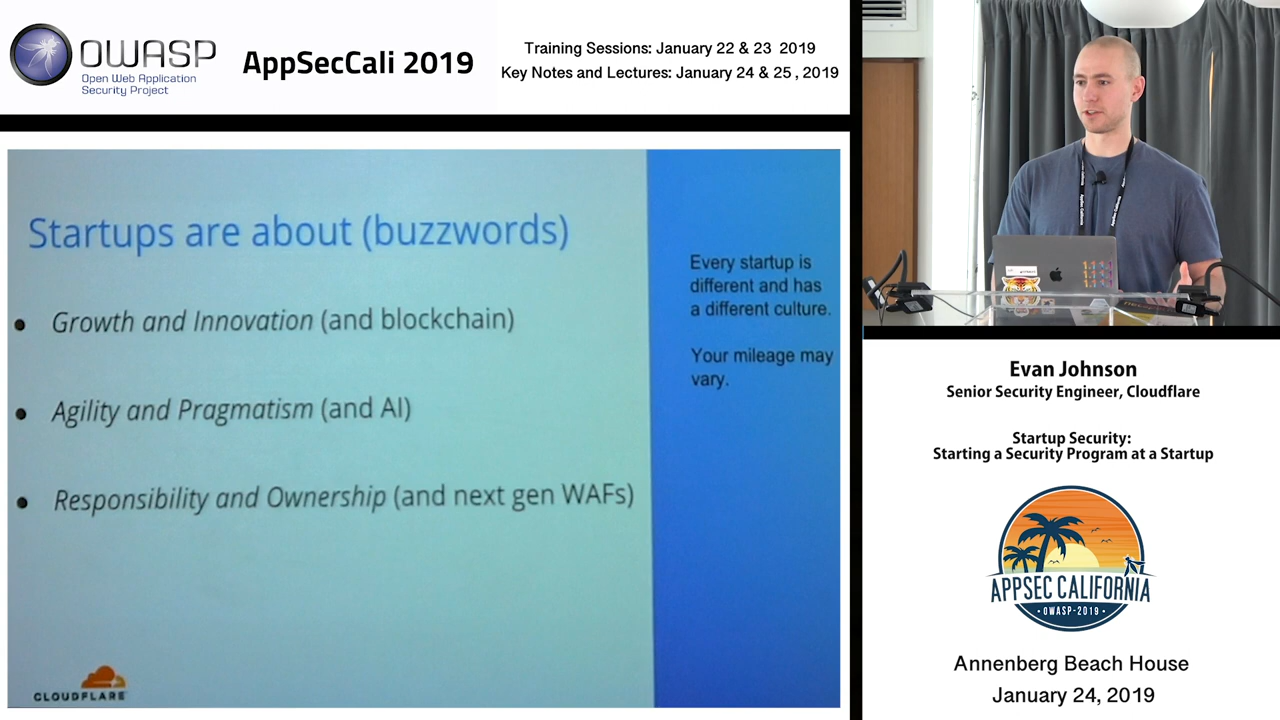 OWASP
Open Web Application
Security Project
AppSecCali 2019
Training Sessions: January 22 & 23 2019
Key Notes and Lectures: January 24 & 25 , 2019
Startups are about (buzzwords)
• Growth and Innovation (and blockchain)
• Agility and Pragmatism (and AI)
• Responsibility and Ownership (and next gen WAFs)
Every startup is
different and has
a different culture.
Your mileage may
vary.
CLOUDFLARE
Evan Johnson
Senior Security Engineer, Cloudflare
Startup Security:
Starting a Security Program at a Startup
APPSEC CALIFORNIA
• OWASP-2019 •
Annenberg Beach House
January 24, 2019